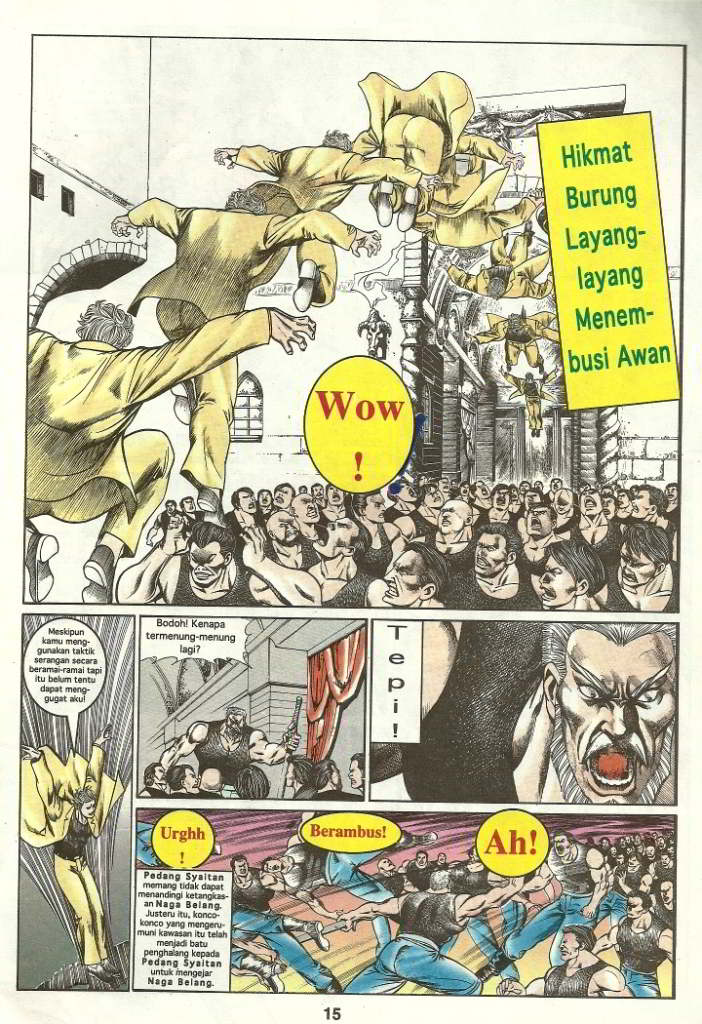 Hikmat
Burung
Layang-
layang
Menem-
busi Awan
Wow
!
Meskipun
kamu meng-
gunakan taktik
serangan secara
beramai-ramai tapi
itu belum tentu
dapat meng-
gugat aku!
Bodoh! Kenapa
termenung-menung
lagi?
Tepi!
Urghh
!
Berambus!
Ah!
Pedang Syaitan
memang tidak dapat
menandingi ketangkas-
an Naga Belang.
Justeru itu, konco-
konco yang mengeru-
muni kawasan itu telah
menjadi batu
penghalang kepada
Pedang Syaitan
untuk mengejar
Naga Belang.
15